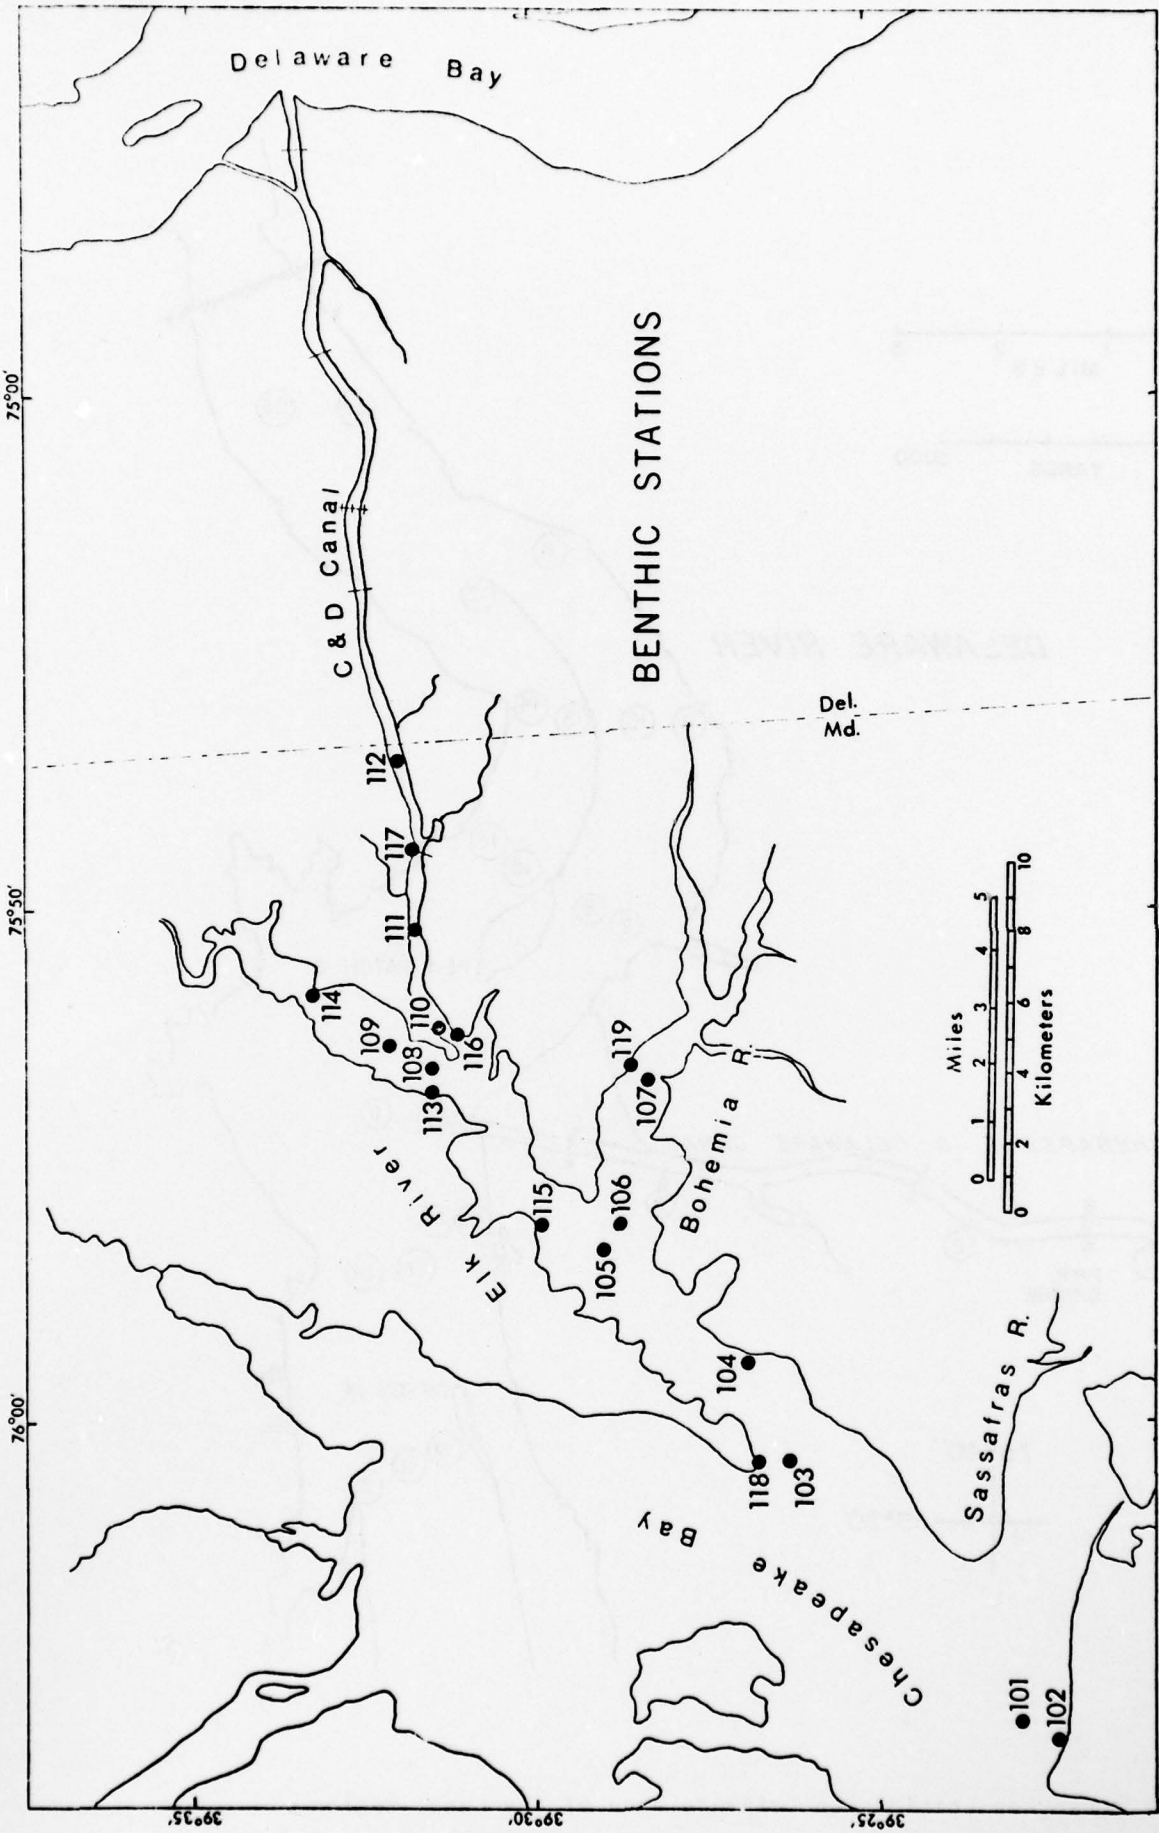 BENTHIC STATIONS
Delaware Bay
C & D Canal
Del.
Md.
Elk River
Bohemia R.
Sassafras R.
Chesapeake Bay
75°00'
75°50'
76°00'
39°35'
39°30'
39°25'
112
117
111
110
116
114
109
108
113
119
107
115
106
105
104
118
103
101
102
Miles
0 1 2 3 4 5
Kilometers
0 2 4 6 8 10